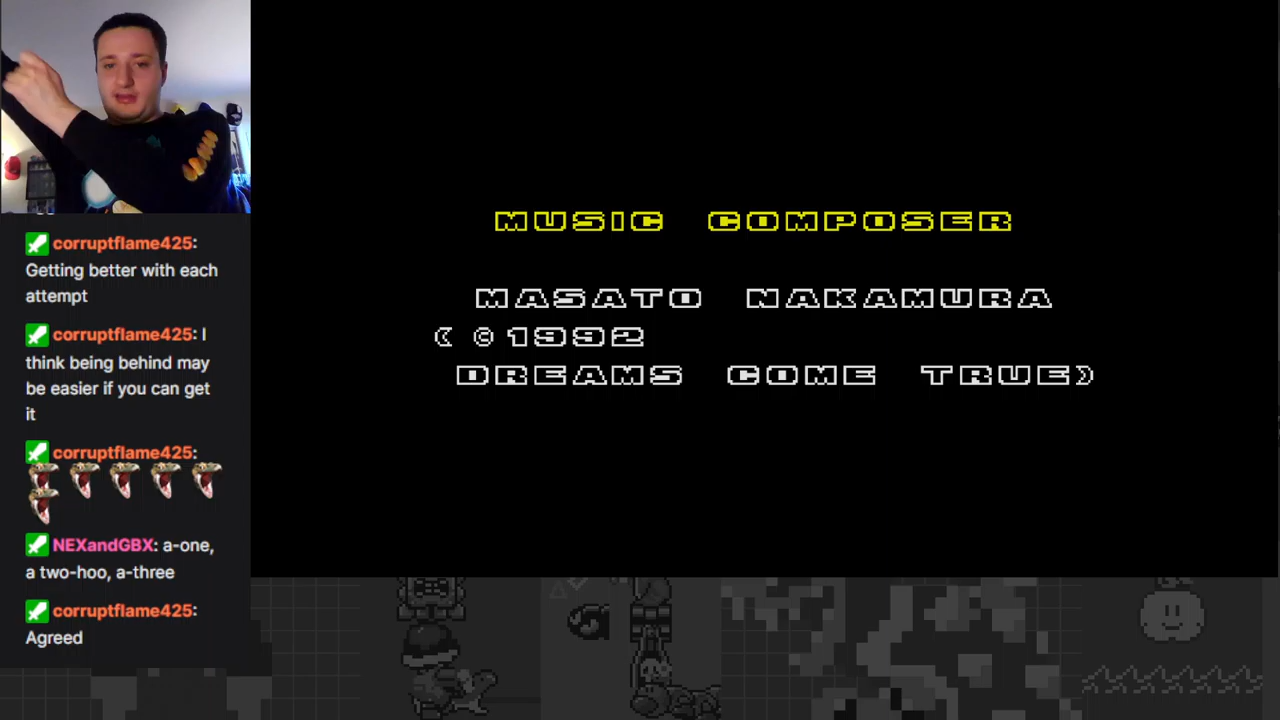 corruptflame425:
Getting better with each
attempt
corruptflame425: I
think being behind may
be easier if you can get
it
corruptflame425:
NEXandGBX: a-one,
a two-hoo, a-three
corruptflame425:
Agreed
MUSIC COMPOSER
MASATO NAKAMURA
( ©1992
DREAMS COME TRUE)